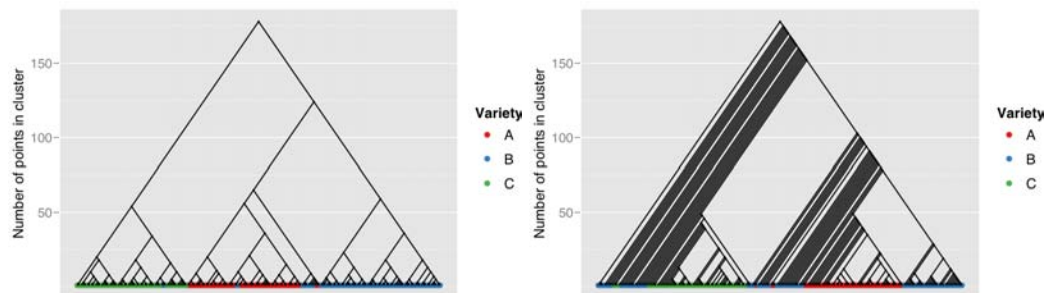 Number of points in cluster
150
100
50
Variety
A
B
C
Number of points in cluster
150
100
50
Variety
A
B
C